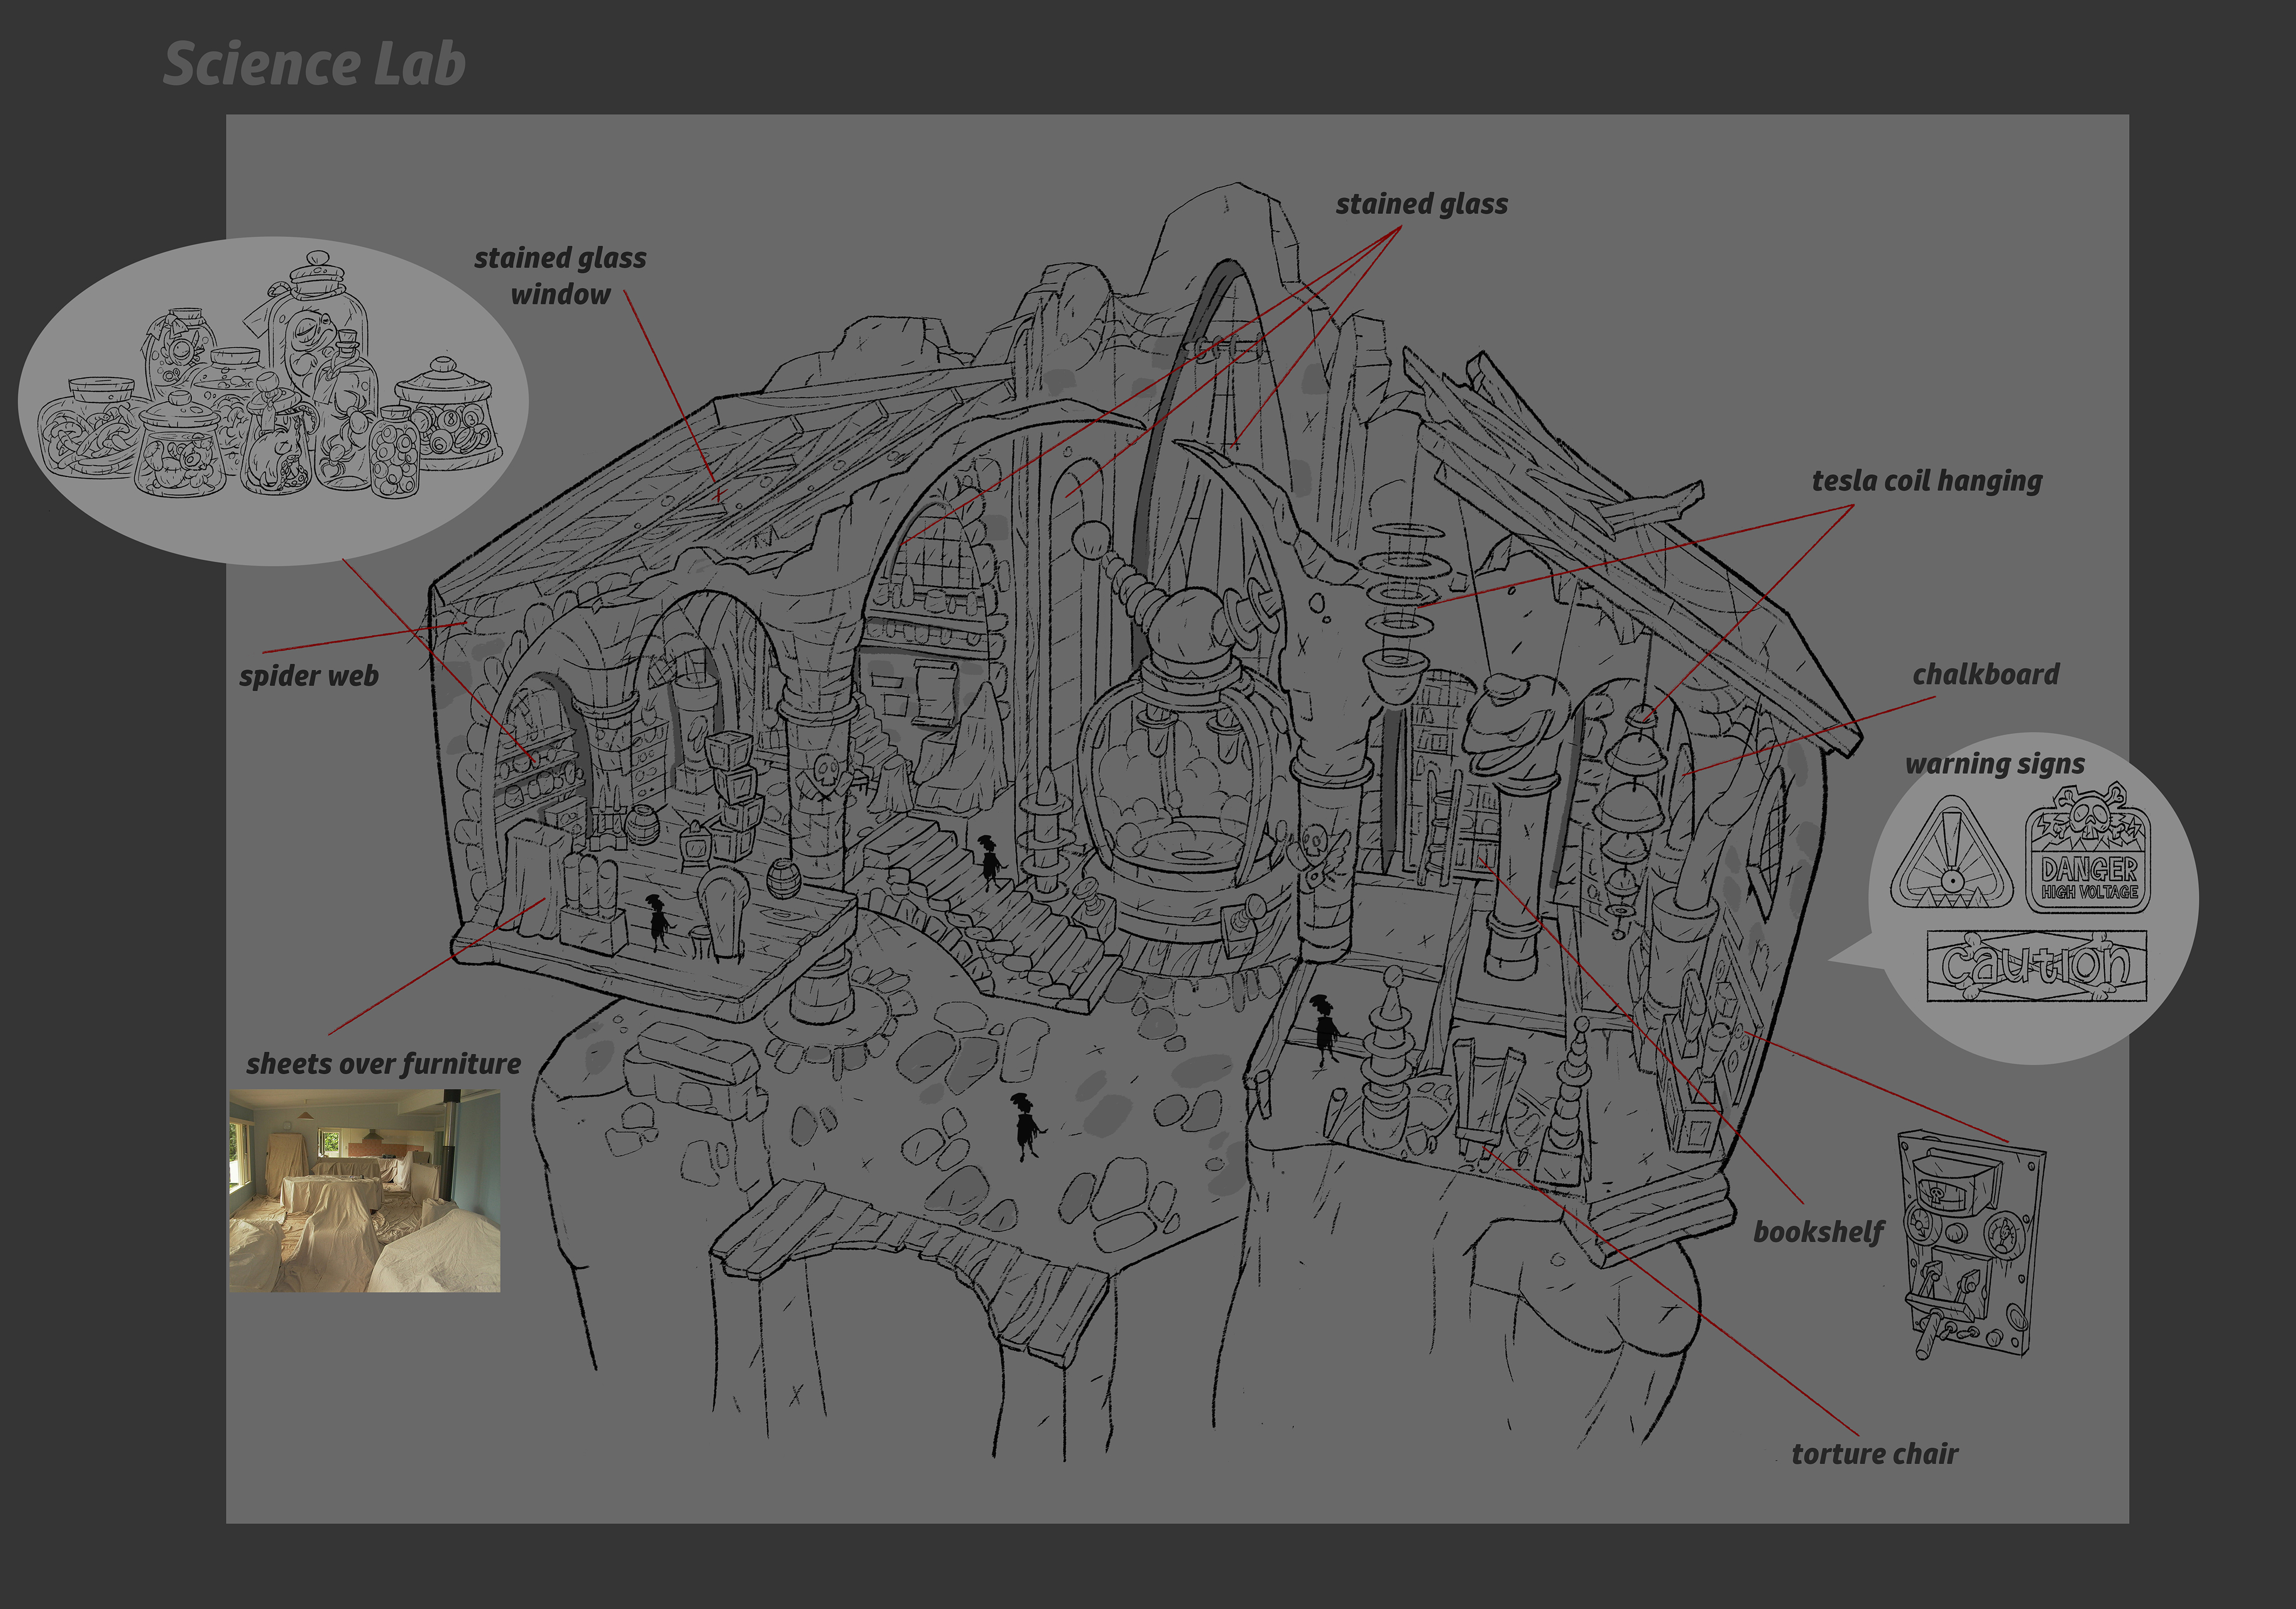 Science Lab
stained glass
stained glass
window
tesla coil hanging
spider web
chalkboard
warning signs
DANGER
HIGH VOLTAGE
caution
sheets over furniture
bookshelf
torture chair